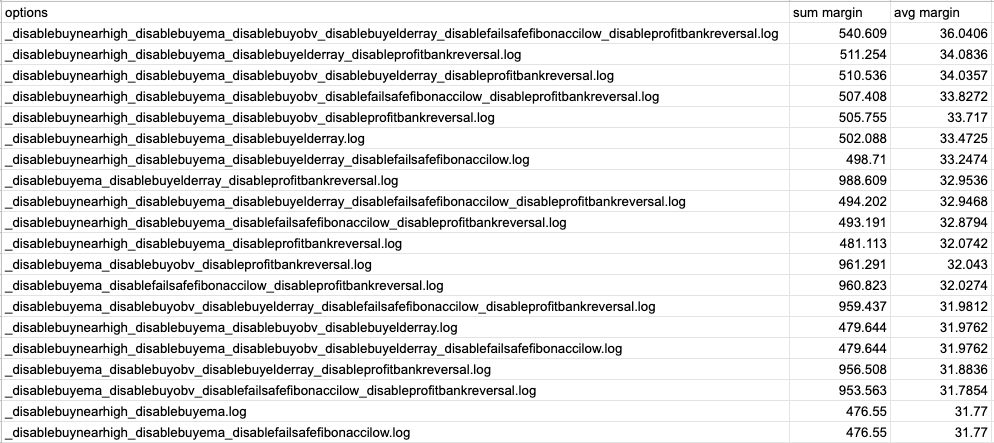 options sum margin avg margin
_disablebuynearhigh_disablebuyema_disablebuyobv_disablebuyelderray_disablefailsafefibonaccilow_disableprofitbankreversal.log 540.609 36.0406
_disablebuynearhigh_disablebuyema_disablebuyelderray_disableprofitbankreversal.log 511.254 34.0836
_disablebuynearhigh_disablebuyema_disablebuyobv_disablebuyelderray_disableprofitbankreversal.log 510.536 34.0357
_disablebuynearhigh_disablebuyema_disablebuyobv_disablefailsafefibonaccilow_disableprofitbankreversal.log 507.408 33.8272
_disablebuynearhigh_disablebuyema_disablebuyobv_disableprofitbankreversal.log 505.755 33.717
_disablebuynearhigh_disablebuyema_disablebuyelderray.log 502.088 33.4725
_disablebuynearhigh_disablebuyema_disablebuyelderray_disablefailsafefibonaccilow.log 498.71 33.2474
_disablebuyema_disablebuyelderray_disableprofitbankreversal.log 988.609 32.9536
_disablebuynearhigh_disablebuyema_disablebuyelderray_disablefailsafefibonaccilow_disableprofitbankreversal.log 494.202 32.9468
_disablebuynearhigh_disablebuyema_disablefailsafefibonaccilow_disableprofitbankreversal.log 493.191 32.8794
_disablebuynearhigh_disablebuyema_disableprofitbankreversal.log 481.113 32.0742
_disablebuyema_disablebuyobv_disableprofitbankreversal.log 961.291 32.043
_disablebuyema_disablefailsafefibonaccilow_disableprofitbankreversal.log 960.823 32.0274
_disablebuyema_disablebuyobv_disablebuyelderray_disablefailsafefibonaccilow_disableprofitbankreversal.log 959.437 31.9812
_disablebuynearhigh_disablebuyema_disablebuyobv_disablebuyelderray.log 479.644 31.9762
_disablebuynearhigh_disablebuyema_disablebuyobv_disablebuyelderray_disablefailsafefibonaccilow.log 479.644 31.9762
_disablebuyema_disablebuyobv_disablebuyelderray_disableprofitbankreversal.log 956.508 31.8836
_disablebuyema_disablebuyobv_disablefailsafefibonaccilow_disableprofitbankreversal.log 953.563 31.7854
_disablebuynearhigh_disablebuyema.log 476.55 31.77
_disablebuynearhigh_disablebuyema_disablefailsafefibonaccilow.log 476.55 31.77